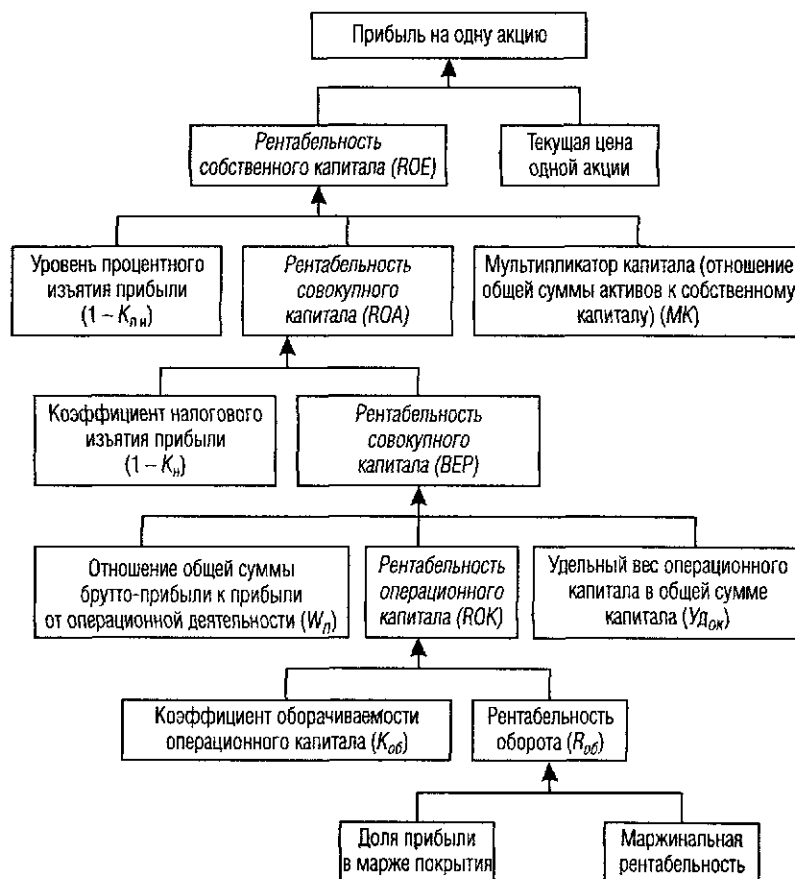 Прибыль на одну акцию
Рентабельность
собственного капитала (ROE)
Текущая цена
одной акции
Уровень процентного
изъятия прибыли
(1 – Kпн)
Рентабельность
совокупного
капитала (ROA)
Мультипликатор капитала (отношение
общей суммы активов к собственному
капиталу) (МК)
Коэффициент налогового
изъятия прибыли
(1 – Kн)
Рентабельность
совокупного
капитала (BEP)
Отношение общей суммы
брутто-прибыли к прибыли
от операционной деятельности (Wп)
Рентабельность
операционного
капитала (ROK)
Удельный вес операционного
капитала в общей сумме
капитала (Удок)
Коэффициент оборачиваемости
операционного капитала (Kоб)
Рентабельность
оборота (Rоб)
Доля прибыли
в марже покрытия
Маржинальная
рентабельность